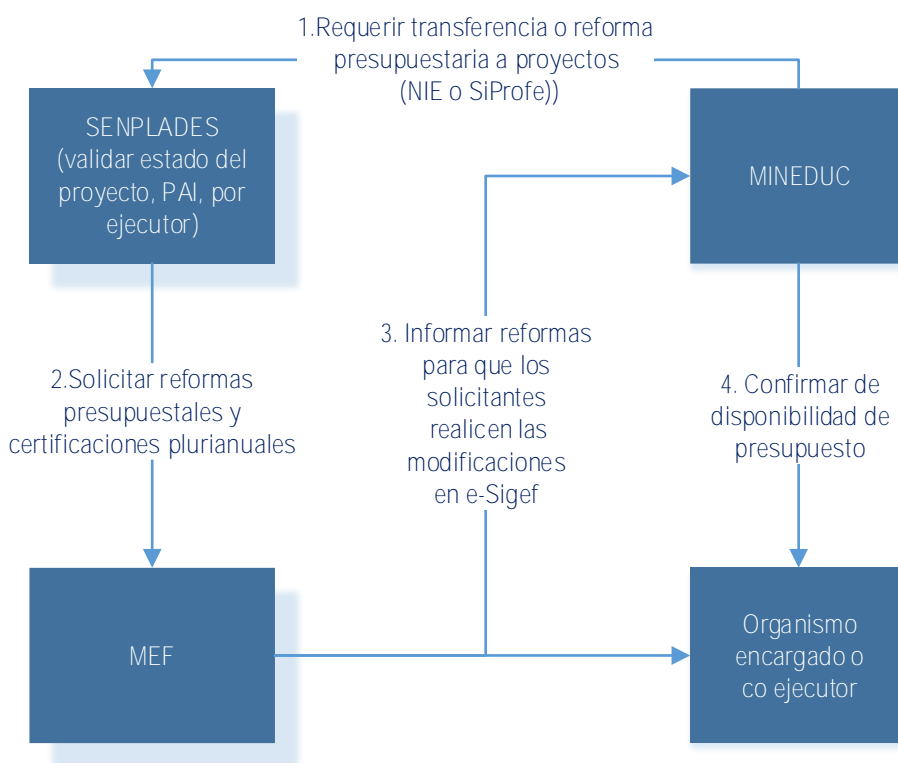 1.Requerir transferencia o reforma
presupuestaria a proyectos
(NIE o SiProfe))
SENPLADES
(validar estado del
proyecto, PAI, por
ejecutor)
MINEDUC
2.Solicitar reformas
presupuestales y
certificaciones plurianuales
3. Informar reformas
para que los
solicitantes
realicen las
modificaciones
en e-Sigef
4. Confirmar de
disponibilidad de
presupuesto
MEF
Organismo
encargado o
co ejecutor